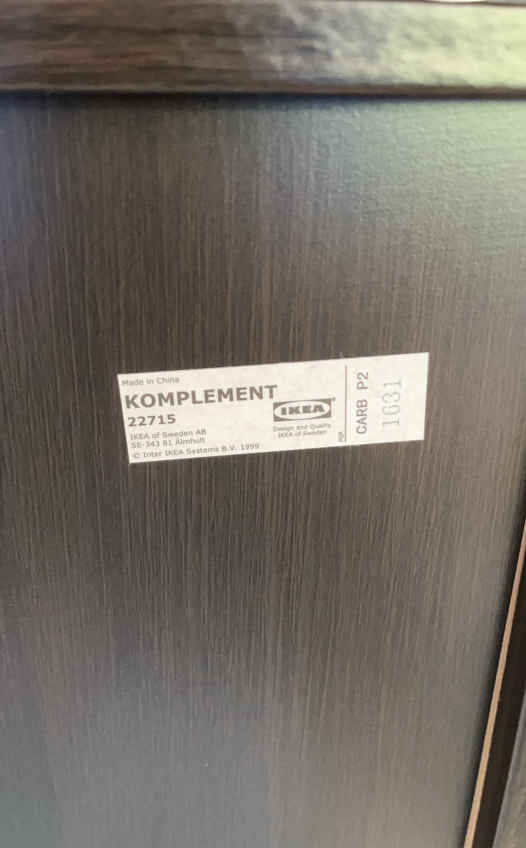 Made in China
KOMPLEMENT
22715
IKEA of Sweden AB
SE-343 81 Älmhult
© Inter IKEA Systems B.V. 1999
IKEA®
Design and Quality
IKEA of Sweden
CARB P2
1631